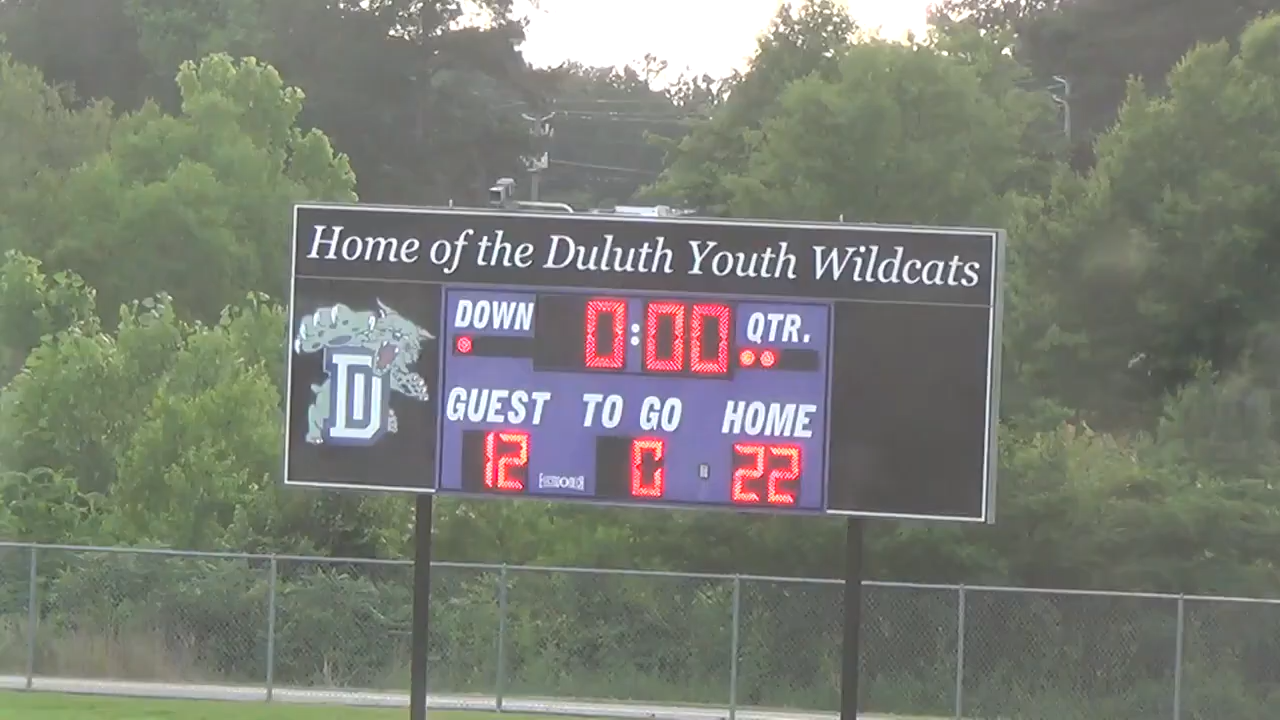 Home of the Duluth Youth Wildcats
DOWN 0:00 QTR.
D
GUEST TO GO HOME
12 0 22